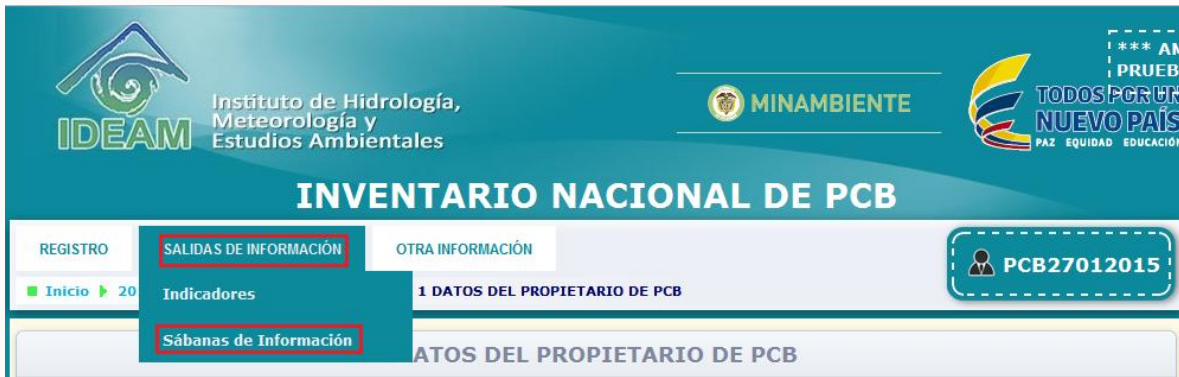 *** AM
PRUEB
IDEAM
Instituto de Hidrología,
Meteorología y
Estudios Ambientales
MINAMBIENTE
TODOS POR UN
NUEVO PAÍS
PAZ EQUIDAD EDUCACIÓN
INVENTARIO NACIONAL DE PCB
REGISTRO SALIDAS DE INFORMACIÓN OTRA INFORMACIÓN
PCB27012015
Inicio 20 1 DATOS DEL PROPIETARIO DE PCB
Indicadores
Sábanas de Información
ATOS DEL PROPIETARIO DE PCB